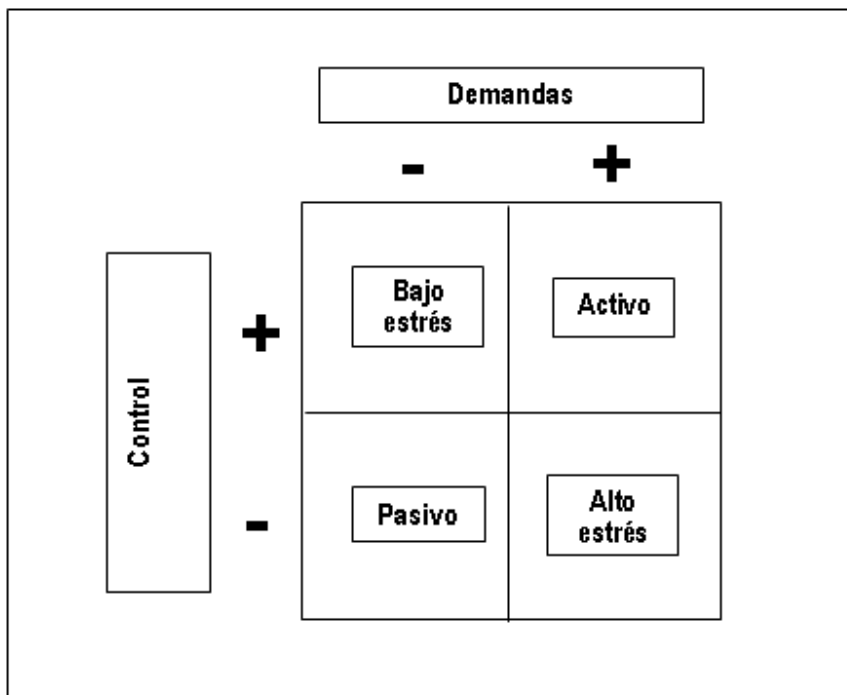 Demandas
- +
+
Bajo
estrés
Activo
Control
-
Pasivo
Alto
estrés